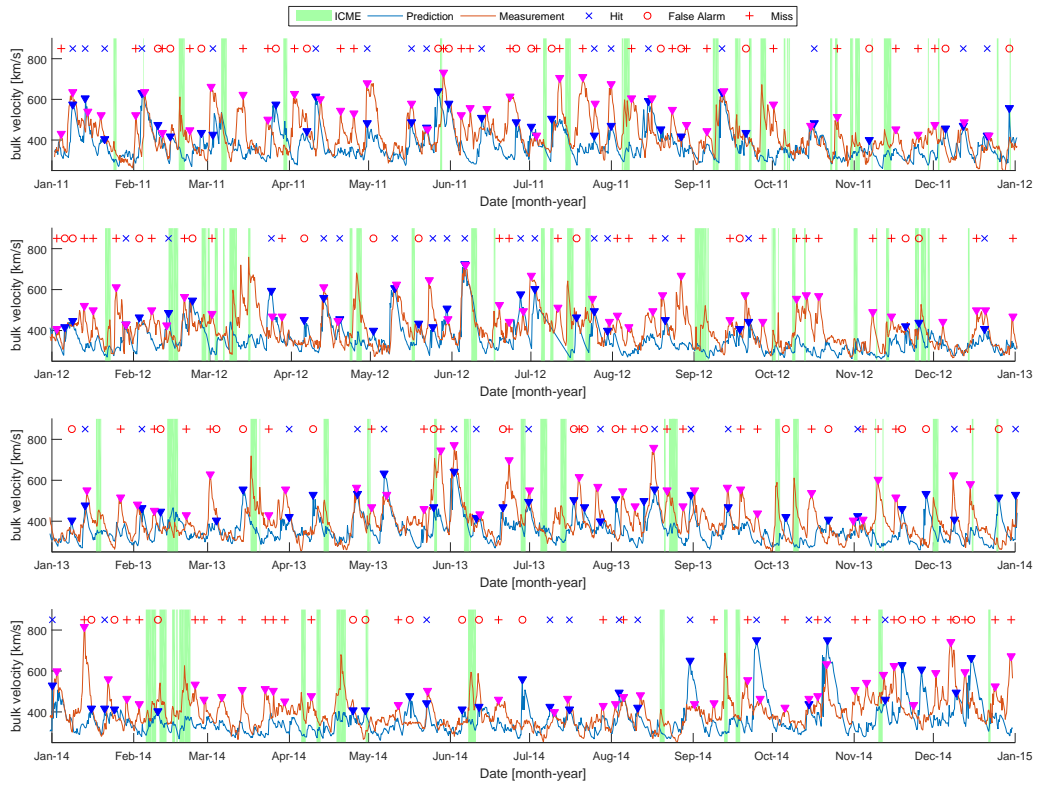 ICME Prediction Measurement Hit False Alarm Miss
800
600
400
bulk velocity [km/s]
Jan-11 Feb-11 Mar-11 Apr-11 May-11 Jun-11 Jul-11 Aug-11 Sep-11 Oct-11 Nov-11 Dec-11 Jan-12
Date [month-year]
800
600
400
bulk velocity [km/s]
Jan-12 Feb-12 Mar-12 Apr-12 May-12 Jun-12 Jul-12 Aug-12 Sep-12 Oct-12 Nov-12 Dec-12 Jan-13
Date [month-year]
800
600
400
bulk velocity [km/s]
Jan-13 Feb-13 Mar-13 Apr-13 May-13 Jun-13 Jul-13 Aug-13 Sep-13 Oct-13 Nov-13 Dec-13 Jan-14
Date [month-year]
800
600
400
bulk velocity [km/s]
Jan-14 Feb-14 Mar-14 Apr-14 May-14 Jun-14 Jul-14 Aug-14 Sep-14 Oct-14 Nov-14 Dec-14 Jan-15
Date [month-year]